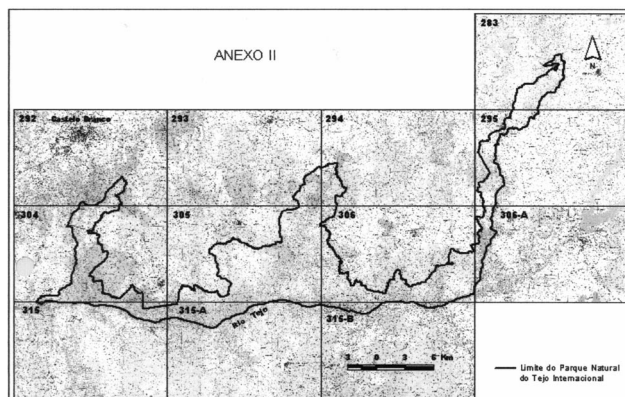 ANEXO II
283
N
292 Castelo Branco
293
294
295
304
305
306
306-A
315
315-A
Rio Tejo
315-B
3 0 3 6 Km
Limite do Parque Natural
do Tejo Internacional